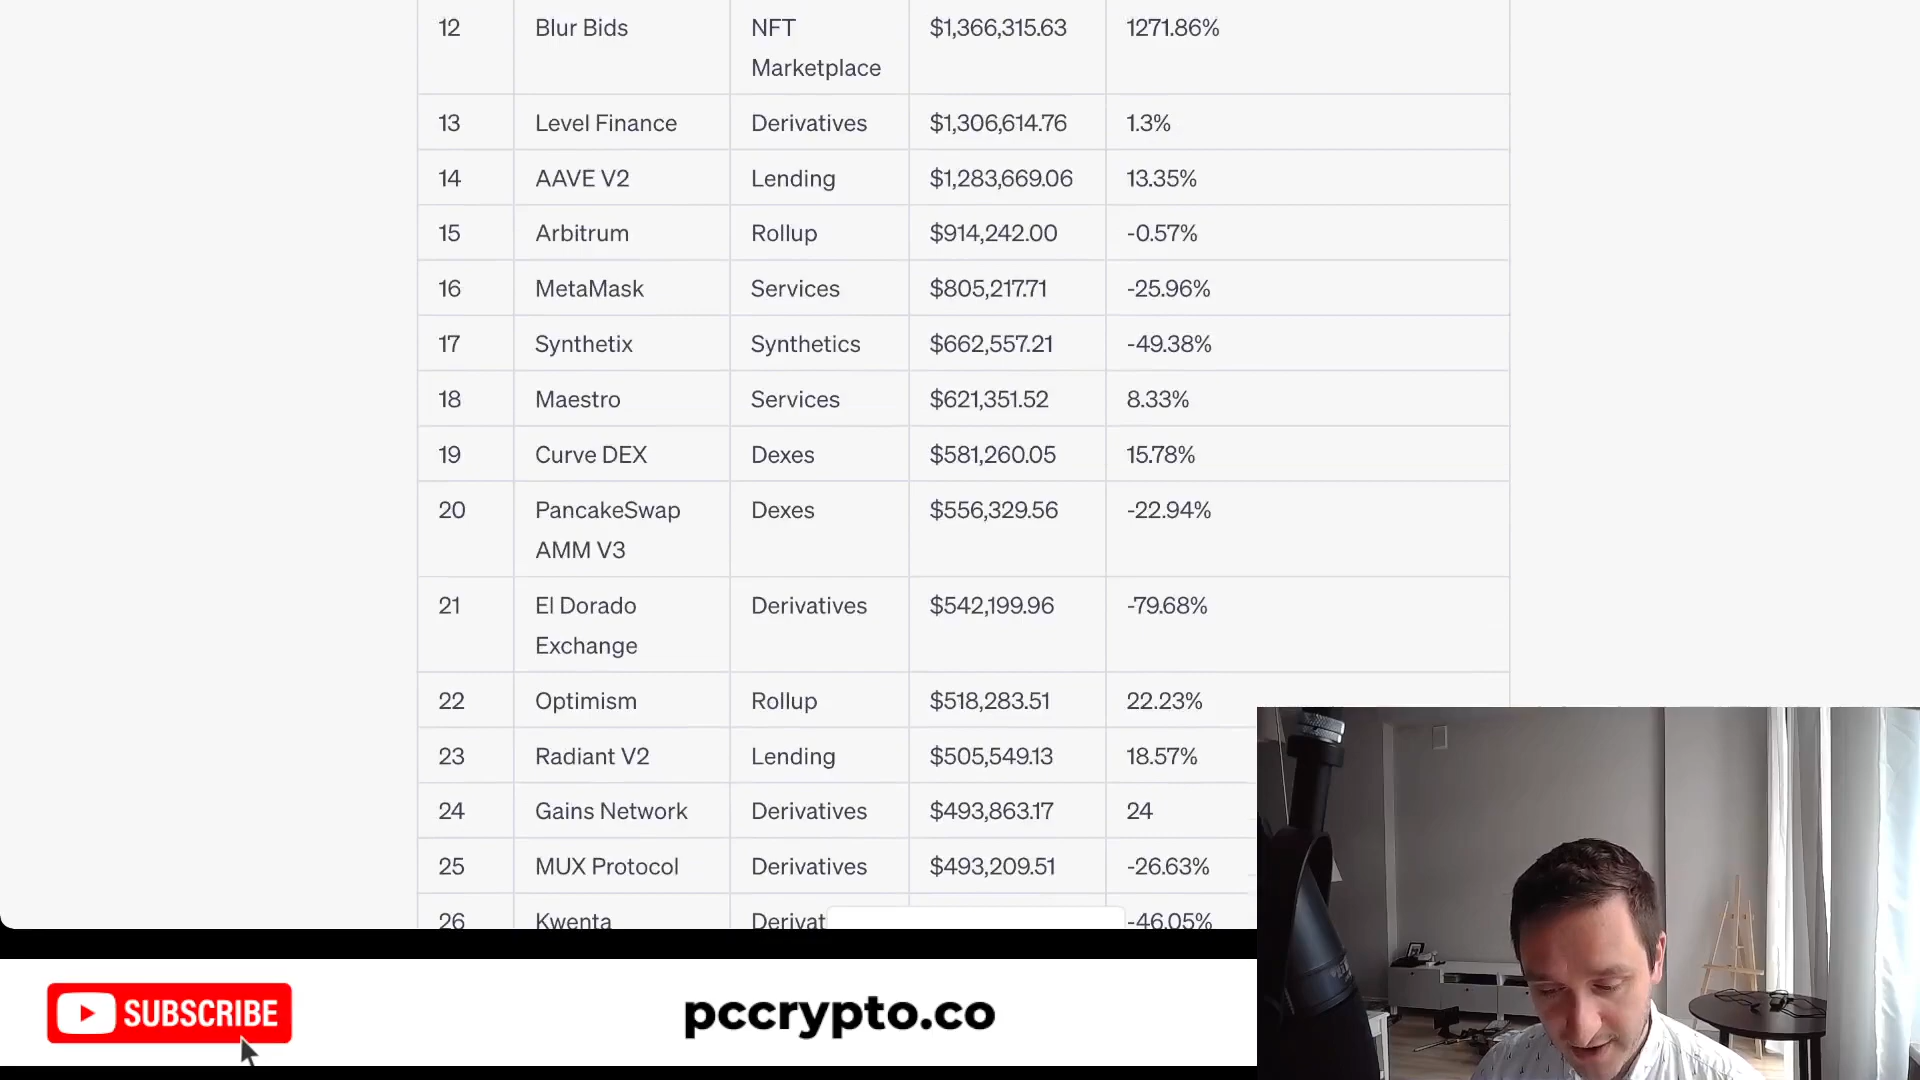 12 Blur Bids NFT $1,366,315.63 1271.86%
Marketplace
13 Level Finance Derivatives $1,306,614.76 1.3%
14 AAVE V2 Lending $1,283,669.06 13.35%
15 Arbitrum Rollup $914,242.00 -0.57%
16 MetaMask Services $805,217.71 -25.96%
17 Synthetix Synthetics $662,557.21 -49.38%
18 Maestro Services $621,351.52 8.33%
19 Curve DEX Dexes $581,260.05 15.78%
20 PancakeSwap Dexes $556,329.56 -22.94%
AMM V3
21 El Dorado Derivatives $542,199.96 -79.68%
Exchange
22 Optimism Rollup $518,283.51 22.23%
23 Radiant V2 Lending $505,549.13 18.57%
24 Gains Network Derivatives $493,863.17 24
25 MUX Protocol Derivatives $493,209.51 -26.63%
26 Kwenta Derivat -46.05%
SUBSCRIBE
pccrypto.co